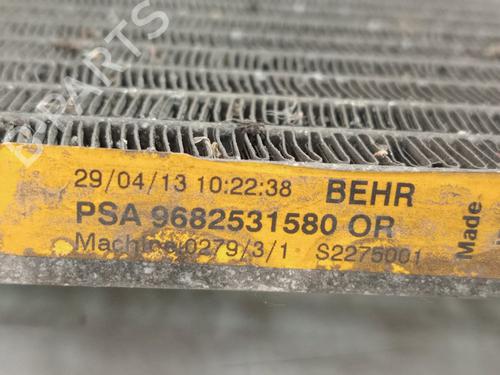 29/04/13 10:22:38 BEHR
PSA 9682531580 OR
Machine 0279/3/1 S2275001
Made